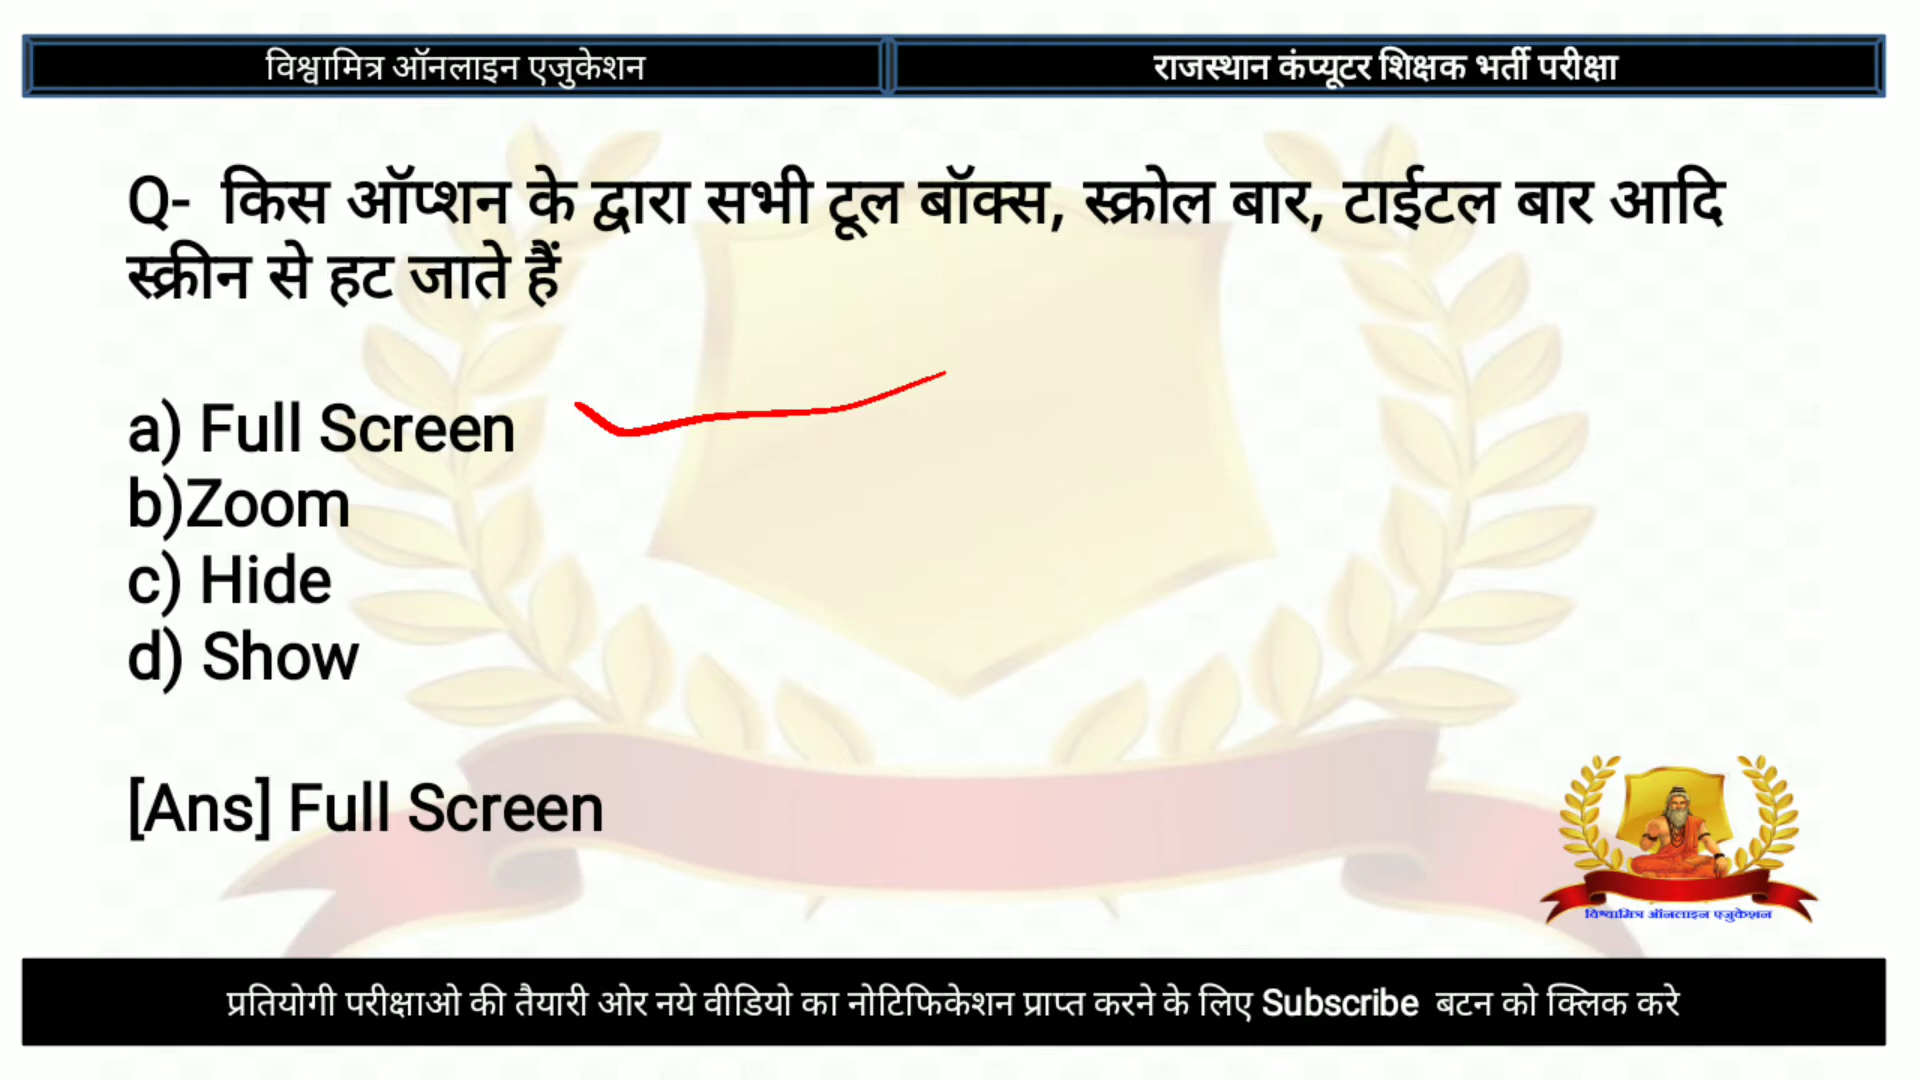 विश्वामित्र ऑनलाइन एजुकेशन
राजस्थान कंप्यूटर शिक्षक भर्ती परीक्षा
Q- किस ऑप्शन के द्वारा सभी टूल बॉक्स, स्क्रोल बार, टाईटल बार आदि
स्क्रीन से हट जाते हैं
a) Full Screen
b)Zoom
c) Hide
d) Show
[Ans] Full Screen
विश्वामित्र ऑनलाइन एजुकेशन
प्रतियोगी परीक्षाओ की तैयारी ओर नये वीडियो का नोटिफिकेशन प्राप्त करने के लिए Subscribe बटन को क्लिक करे